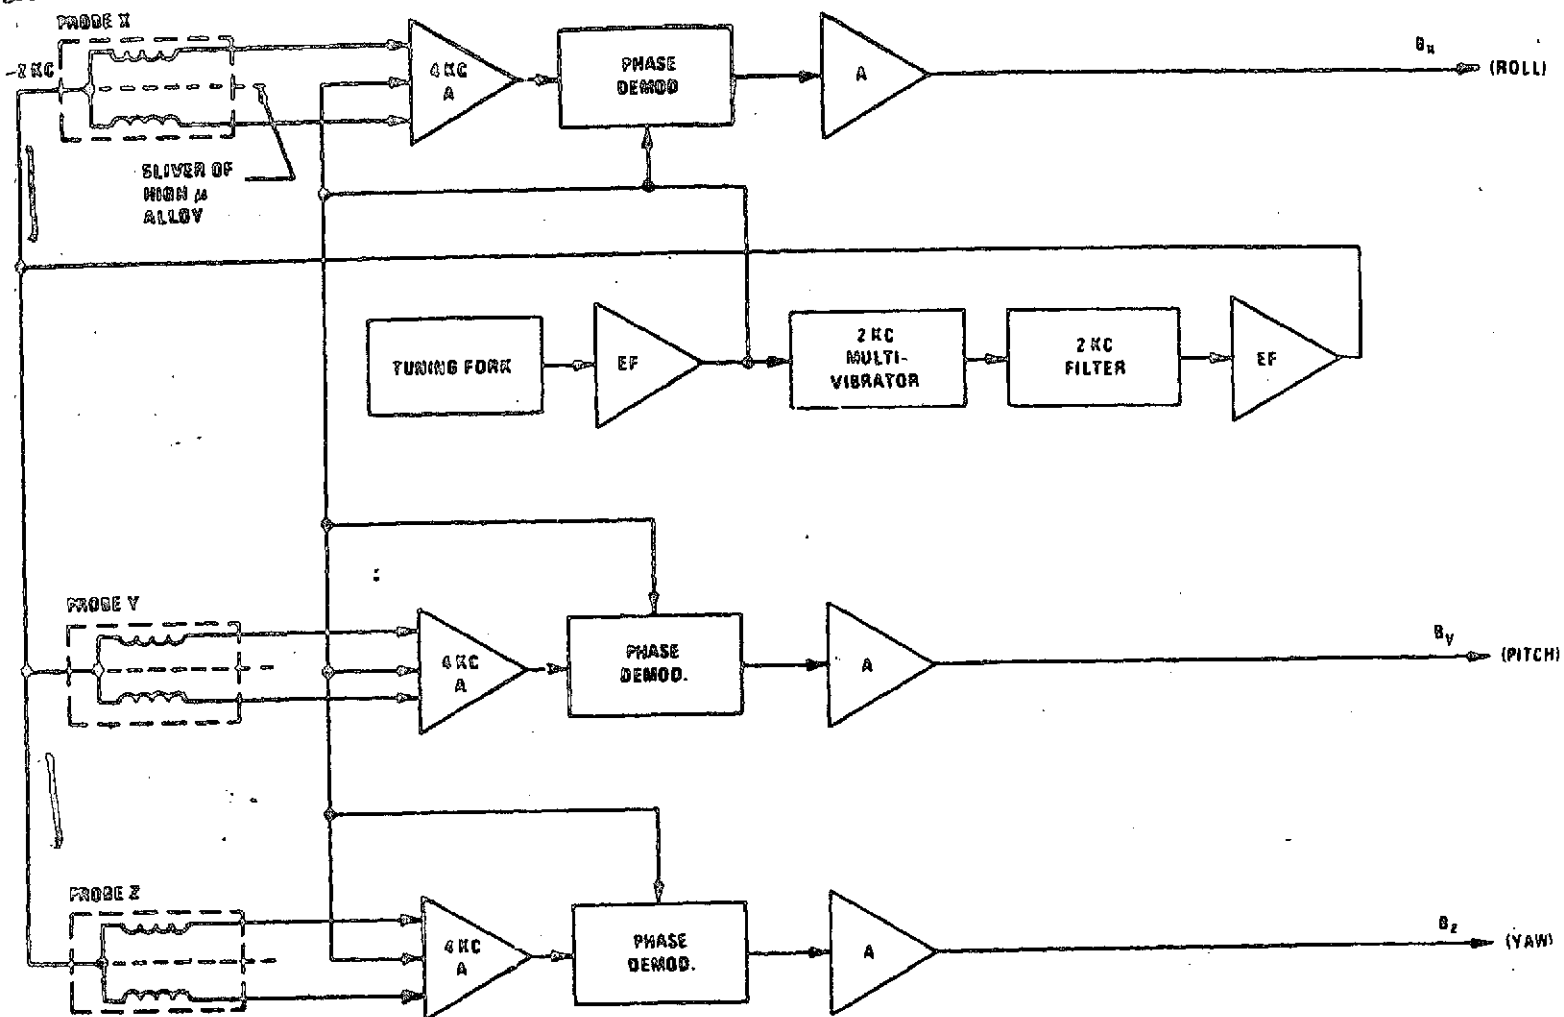 PROBE X
~2 KC
4 KC
A
PHASE
DEMOD
A
Bx
(ROLL)
SLIVER OF
HIGH μ
ALLOY
TUNING FORK
EF
2 KC
MULTI-
VIBRATOR
2 KC
FILTER
EF
PROBE Y
4 KC
A
PHASE
DEMOD.
A
By
(PITCH)
PROBE Z
4 KC
A
PHASE
DEMOD.
A
Bz
(YAW)